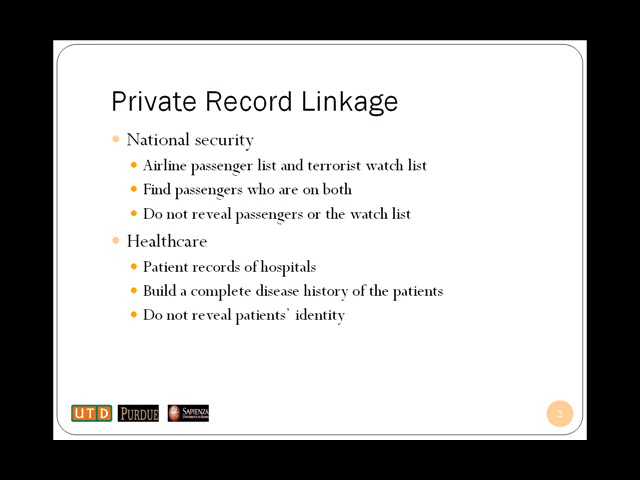 Private Record Linkage
National security
Airline passenger list and terrorist watch list
Find passengers who are on both
Do not reveal passengers or the watch list
Healthcare
Patient records of hospitals
Build a complete disease history of the patients
Do not reveal patients’ identity
UTD PURDUE SAPIENZA
3